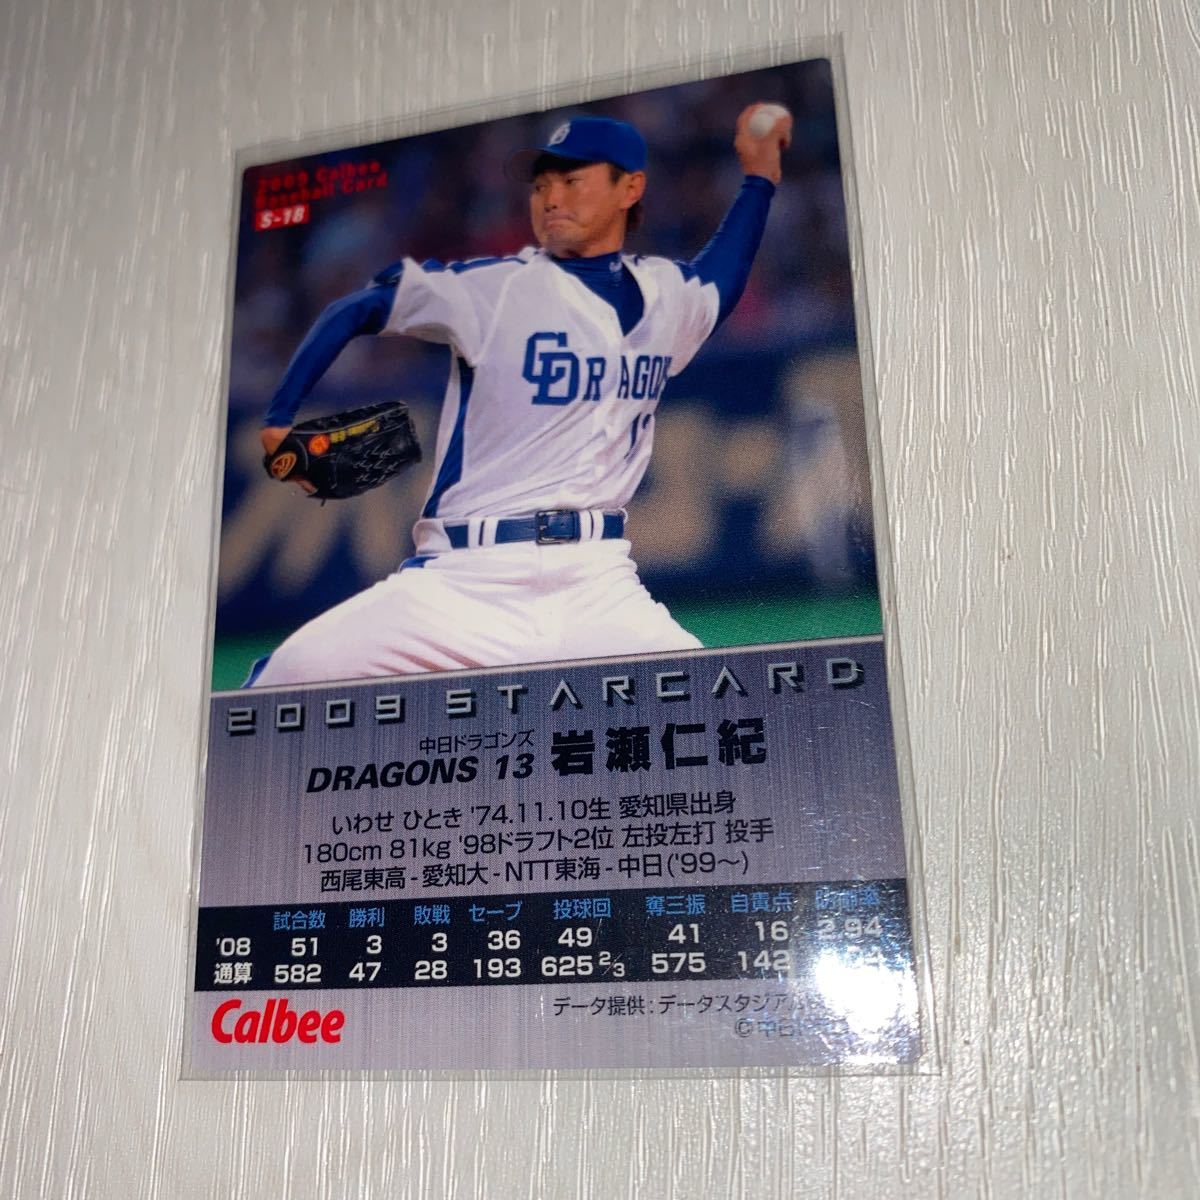 2009 Calbee
Baseball Card
S-18
DRAGONS
2009 STARCARD
中日ドラゴンズ
DRAGONS 13 岩瀬仁紀
いわせ ひとき '74.11.10生 愛知県出身
180cm 81kg '98ドラフト2位 左投左打 投手
西尾東高-愛知大-NTT東海-中日('99〜)
試合数 勝利 敗戦 セーブ 投球回 奪三振 自責点 防御率
'08 51 3 3 36 49 41 16 2.94
通算 582 47 28 193 625 2/3 575 142
Calbee
データ提供:データスタジアム